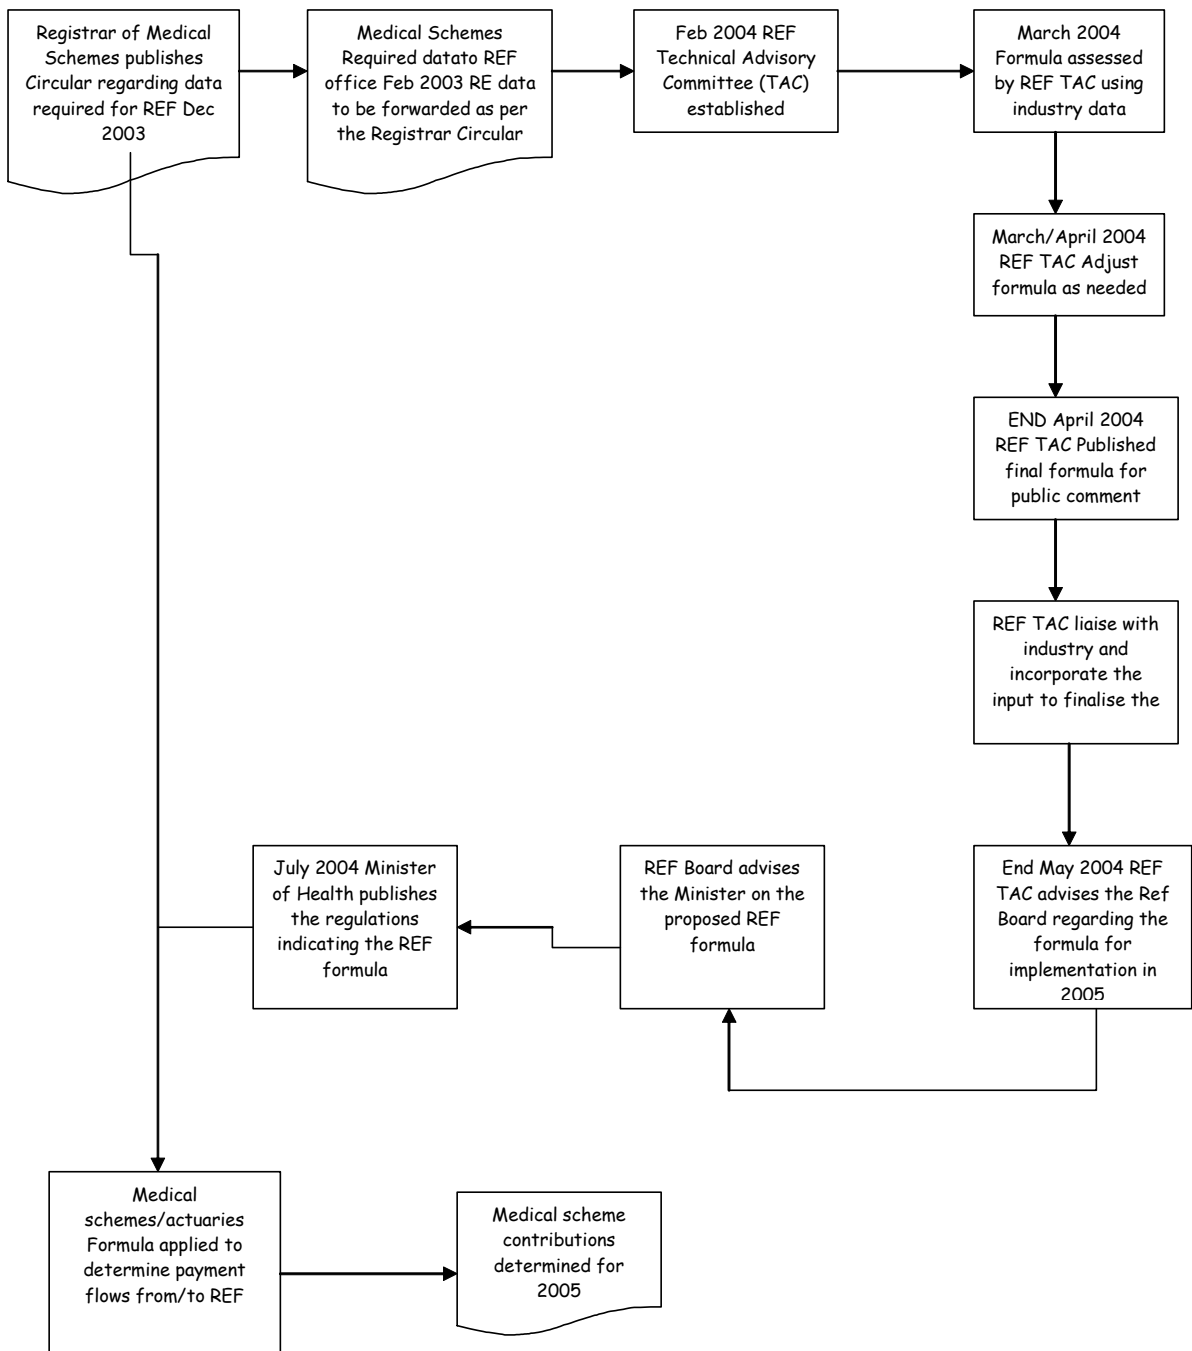 Registrar of Medical
Schemes publishes
Circular regarding data
required for REF Dec
2003
Medical Schemes
Required datato REF
office Feb 2003 RE data
to be forwarded as per
the Registrar Circular
Feb 2004 REF
Technical Advisory
Committee (TAC)
established
March 2004
Formula assessed
by REF TAC using
industry data
March/April 2004
REF TAC Adjust
formula as needed
END April 2004
REF TAC Published
final formula for
public comment
REF TAC liaise with
industry and
incorporate the
input to finalise the
End May 2004 REF
TAC advises the Ref
Board regarding the
formula for
implementation in
2005
REF Board advises
the Minister on the
proposed REF
formula
July 2004 Minister
of Health publishes
the regulations
indicating the REF
formula
Medical
schemes/actuaries
Formula applied to
determine payment
flows from/to REF
Medical scheme
contributions
determined for
2005